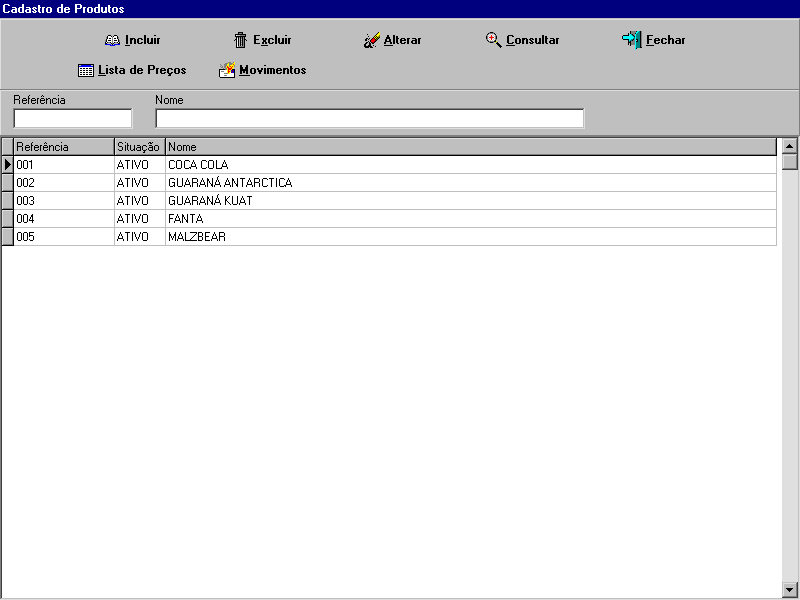 Cadastro de Produtos
Incluir Excluir Alterar Consultar Fechar
Lista de Preços Movimentos
Referência Nome
Referência Situação Nome
001 ATIVO COCA COLA
002 ATIVO GUARANÁ ANTARCTICA
003 ATIVO GUARANÁ KUAT
004 ATIVO FANTA
005 ATIVO MALZBEAR